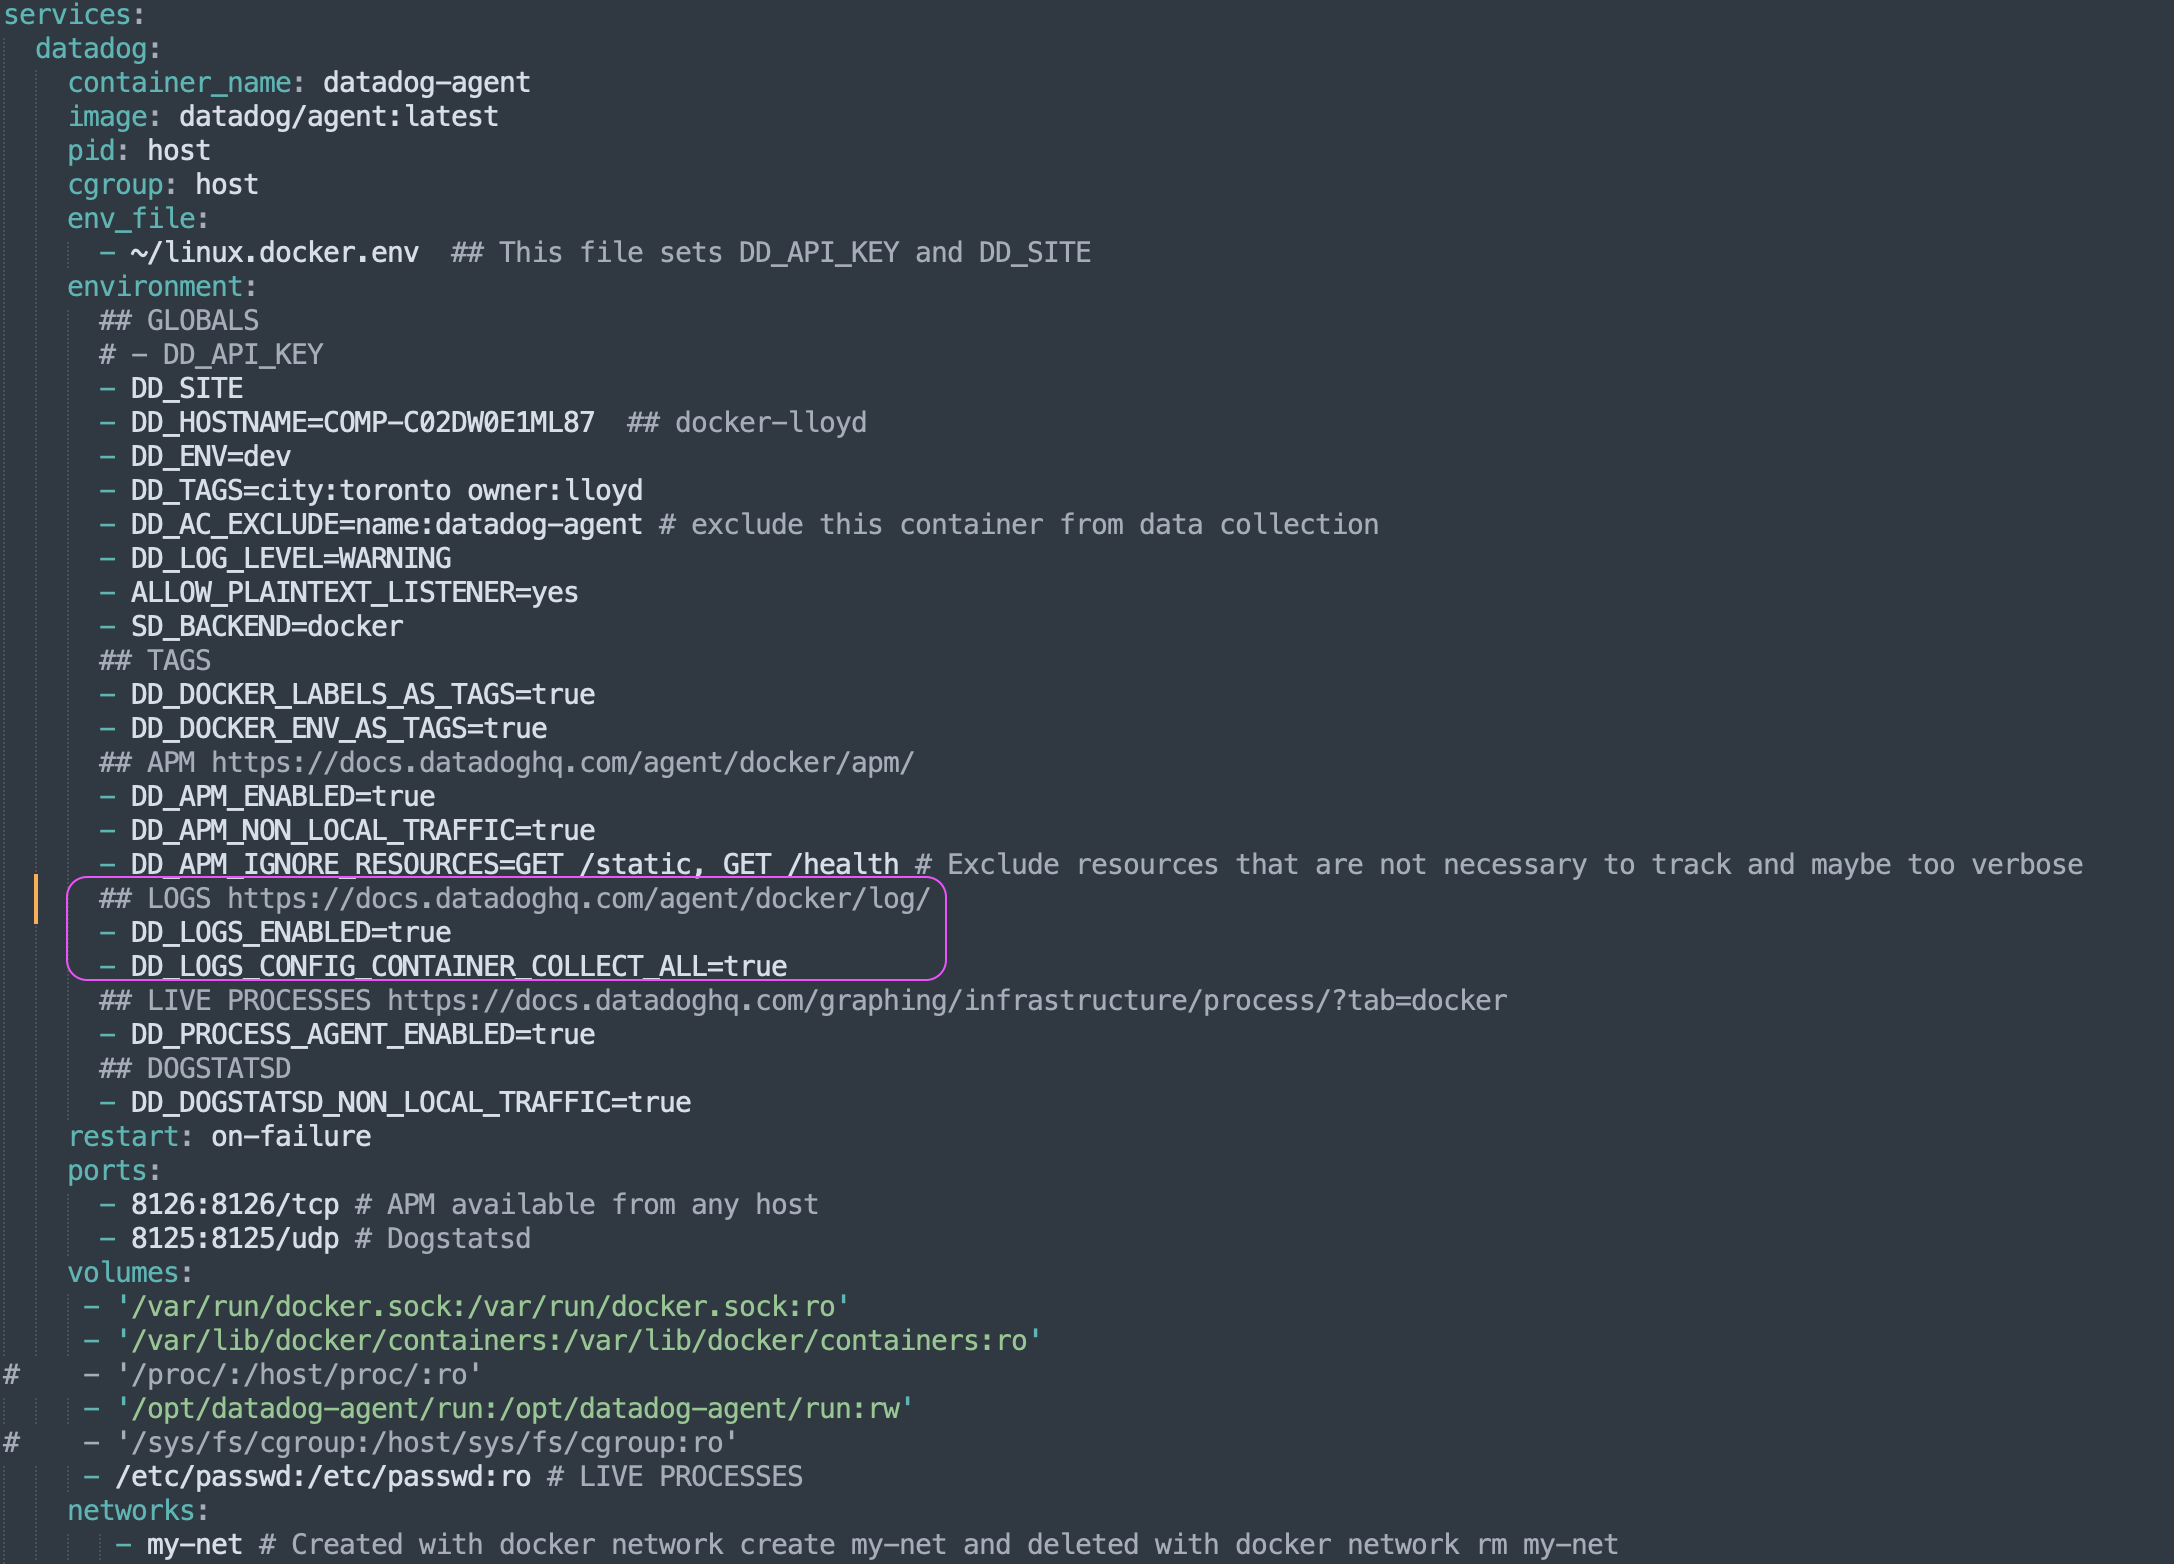 services:
  datadog:
    container_name: datadog-agent
    image: datadog/agent:latest
    pid: host
    cgroup: host
    env_file:
      - ~/linux.docker.env  ## This file sets DD_API_KEY and DD_SITE
    environment:
      ## GLOBALS
      # - DD_API_KEY
      - DD_SITE
      - DD_HOSTNAME=COMP-C02DW0E1ML87  ## docker-lloyd
      - DD_ENV=dev
      - DD_TAGS=city:toronto owner:lloyd
      - DD_AC_EXCLUDE=name:datadog-agent # exclude this container from data collection
      - DD_LOG_LEVEL=WARNING
      - ALLOW_PLAINTEXT_LISTENER=yes
      - SD_BACKEND=docker
      ## TAGS
      - DD_DOCKER_LABELS_AS_TAGS=true
      - DD_DOCKER_ENV_AS_TAGS=true
      ## APM https://docs.datadoghq.com/agent/docker/apm/
      - DD_APM_ENABLED=true
      - DD_APM_NON_LOCAL_TRAFFIC=true
      - DD_APM_IGNORE_RESOURCES=GET /static, GET /health # Exclude resources that are not necessary to track and maybe too verbose
      ## LOGS https://docs.datadoghq.com/agent/docker/log/
      - DD_LOGS_ENABLED=true
      - DD_LOGS_CONFIG_CONTAINER_COLLECT_ALL=true
      ## LIVE PROCESSES https://docs.datadoghq.com/graphing/infrastructure/process/?tab=docker
      - DD_PROCESS_AGENT_ENABLED=true
      ## DOGSTATSD
      - DD_DOGSTATSD_NON_LOCAL_TRAFFIC=true
    restart: on-failure
    ports:
      - 8126:8126/tcp # APM available from any host
      - 8125:8125/udp # Dogstatsd
    volumes:
     - '/var/run/docker.sock:/var/run/docker.sock:ro'
     - '/var/lib/docker/containers:/var/lib/docker/containers:ro'
#    - '/proc/:/host/proc/:ro'
     - '/opt/datadog-agent/run:/opt/datadog-agent/run:rw'
#    - '/sys/fs/cgroup:/host/sys/fs/cgroup:ro'
     - /etc/passwd:/etc/passwd:ro # LIVE PROCESSES
    networks:
       - my-net # Created with docker network create my-net and deleted with docker network rm my-net